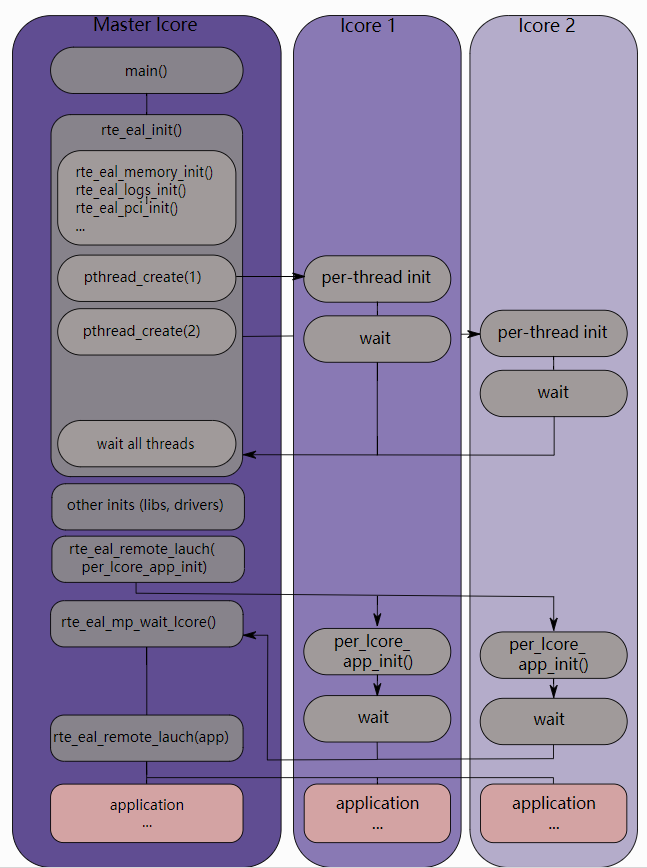 Master lcore
lcore 1
lcore 2
main()
rte_eal_init()
rte_eal_memory_init()
rte_eal_logs_init()
rte_eal_pci_init()
...
pthread_create(1)
per-thread init
pthread_create(2)
wait
per-thread init
wait
wait all threads
other inits (libs, drivers)
rte_eal_remote_lauch(
per_lcore_app_init)
rte_eal_mp_wait_lcore()
per_lcore_
app_init()
per_lcore_
app_init()
wait
wait
rte_eal_remote_lauch(app)
application
...
application
...
application
...